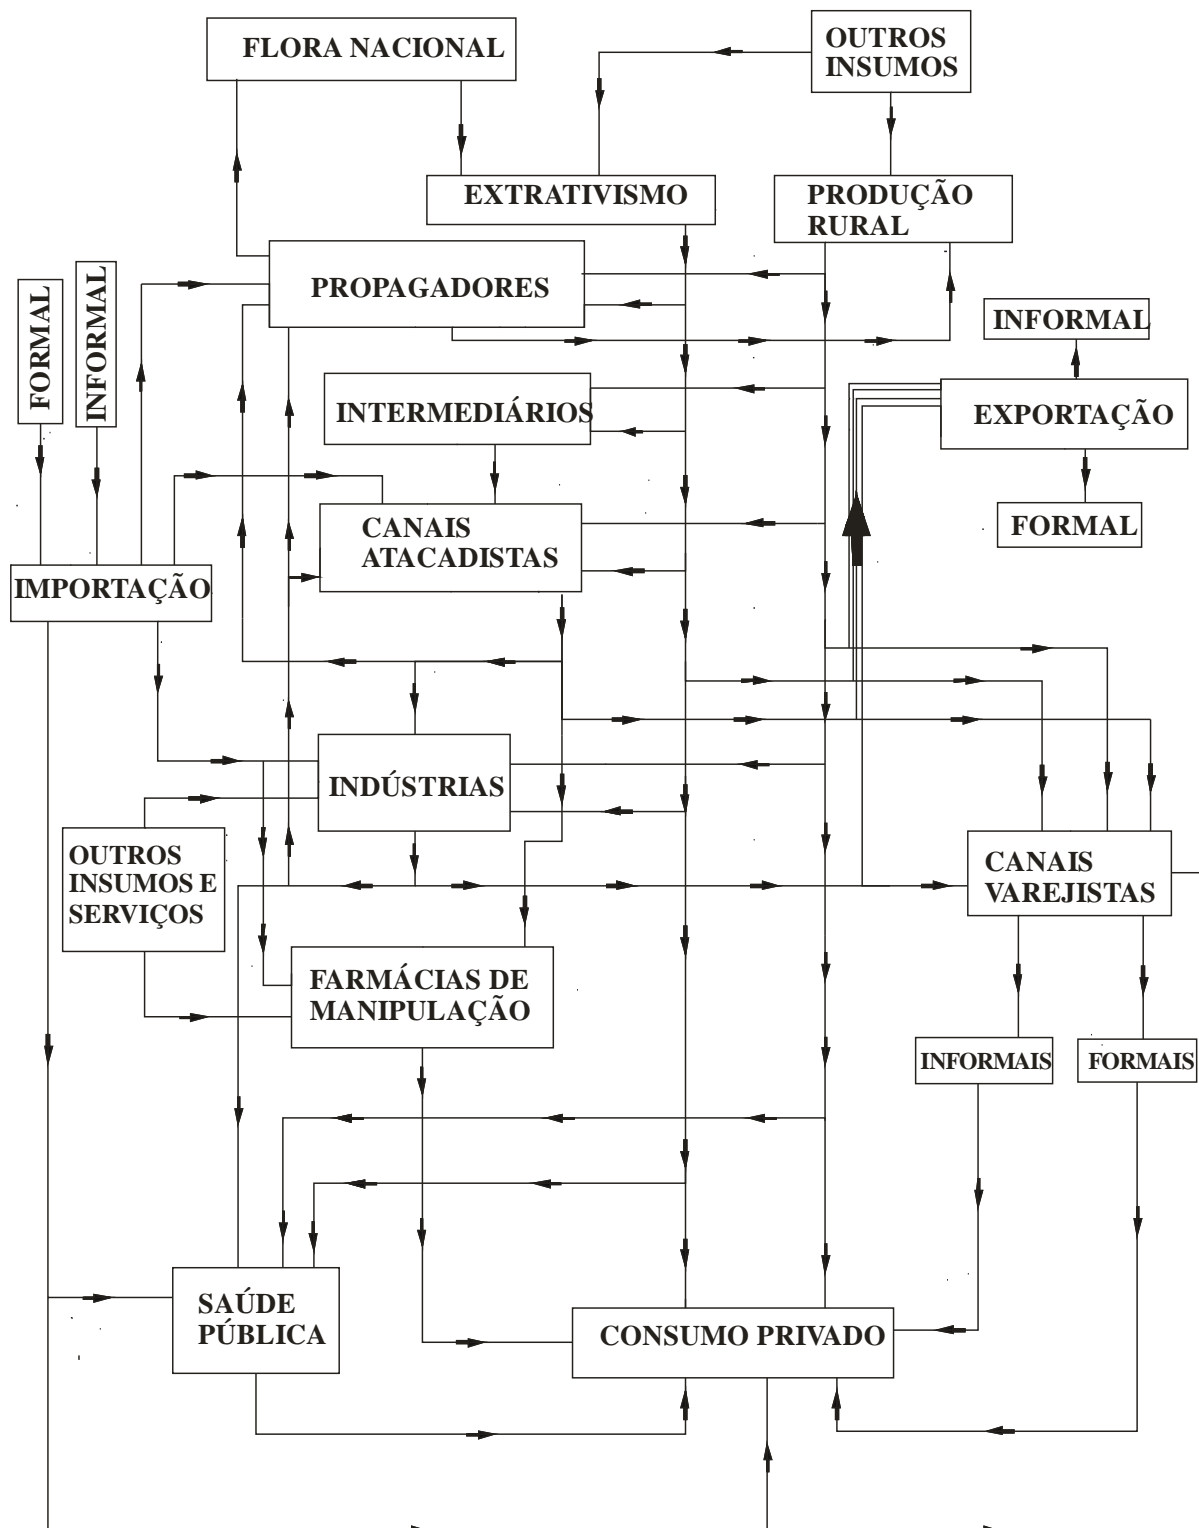 FLORA NACIONAL
OUTROS
INSUMOS
EXTRATIVISMO
PRODUÇÃO
RURAL
PROPAGADORES
FORMAL
INFORMAL
INFORMAL
INTERMEDIÁRIOS
EXPORTAÇÃO
FORMAL
CANAIS
ATACADISTAS
IMPORTAÇÃO
INDÚSTRIAS
OUTROS
INSUMOS E
SERVIÇOS
CANAIS
VAREJISTAS
FARMÁCIAS DE
MANIPULAÇÃO
INFORMAIS
FORMAIS
SAÚDE
PÚBLICA
CONSUMO PRIVADO